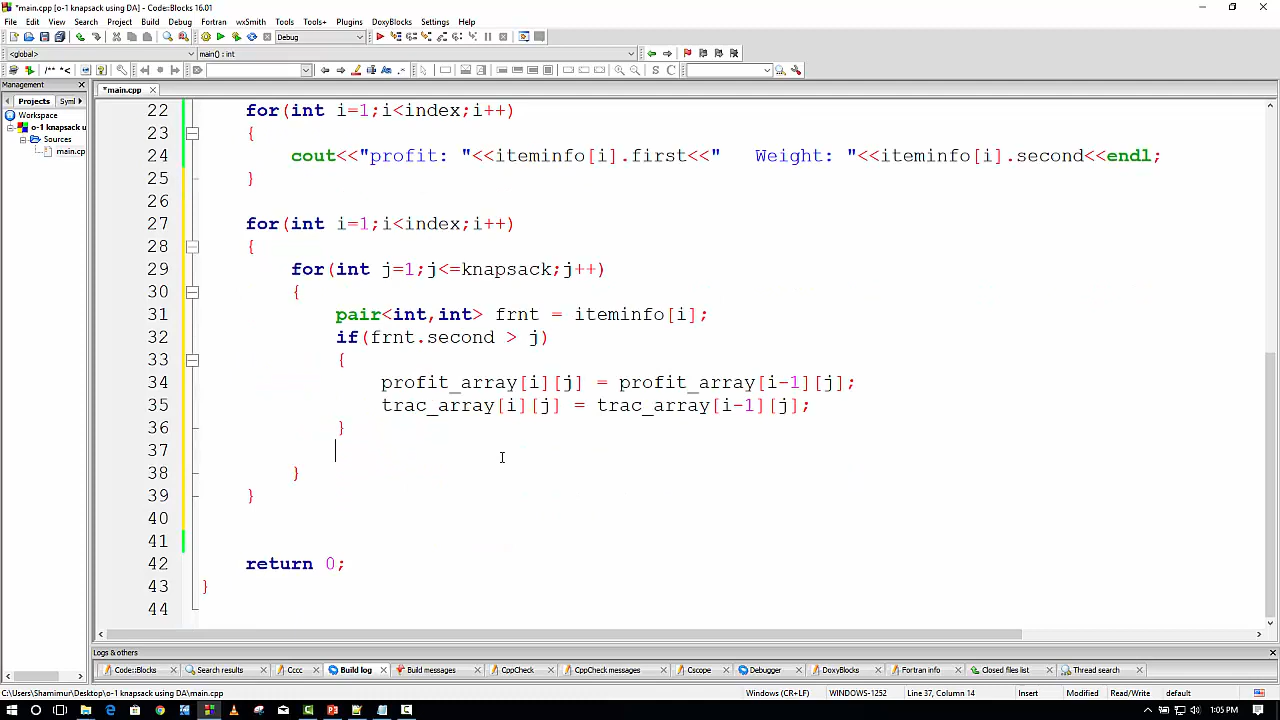 *main.cpp [o-1 knapsack using DA] - Code::Blocks 16.01
File Edit View Search Project Build Debug Fortran wxSmith Tools Tools+ Plugins DoxyBlocks Settings Help
Debug
<global> main() : int
/** *<
S C
Management
*main.cpp
Projects Syml
Workspace
o-1 knapsack u
Sources
main.cp
22 for(int i=1;i<index;i++)
23 {
24 cout<<"profit: "<<iteminfo[i].first<<" Weight: "<<iteminfo[i].second<<endl;
25 }
26
27 for(int i=1;i<index;i++)
28 {
29 for(int j=1;j<=knapsack;j++)
30 {
31 pair<int,int> frnt = iteminfo[i];
32 if(frnt.second > j)
33 {
34 profit_array[i][j] = profit_array[i-1][j];
35 trac_array[i][j] = trac_array[i-1][j];
36 }
37
38 }
39 }
40
41
42 return 0;
43 }
44
Logs & others
Code::Blocks Search results Cccc Build log Build messages CppCheck CppCheck messages Cscope Debugger DoxyBlocks Fortran info Closed files list Thread search
C:\Users\Shamimur\Desktop\o-1 knapsack using DA\main.cpp Windows (CR+LF) WINDOWS-1252 Line 37, Column 14 Insert Modified Read/Write default
1:05 PM